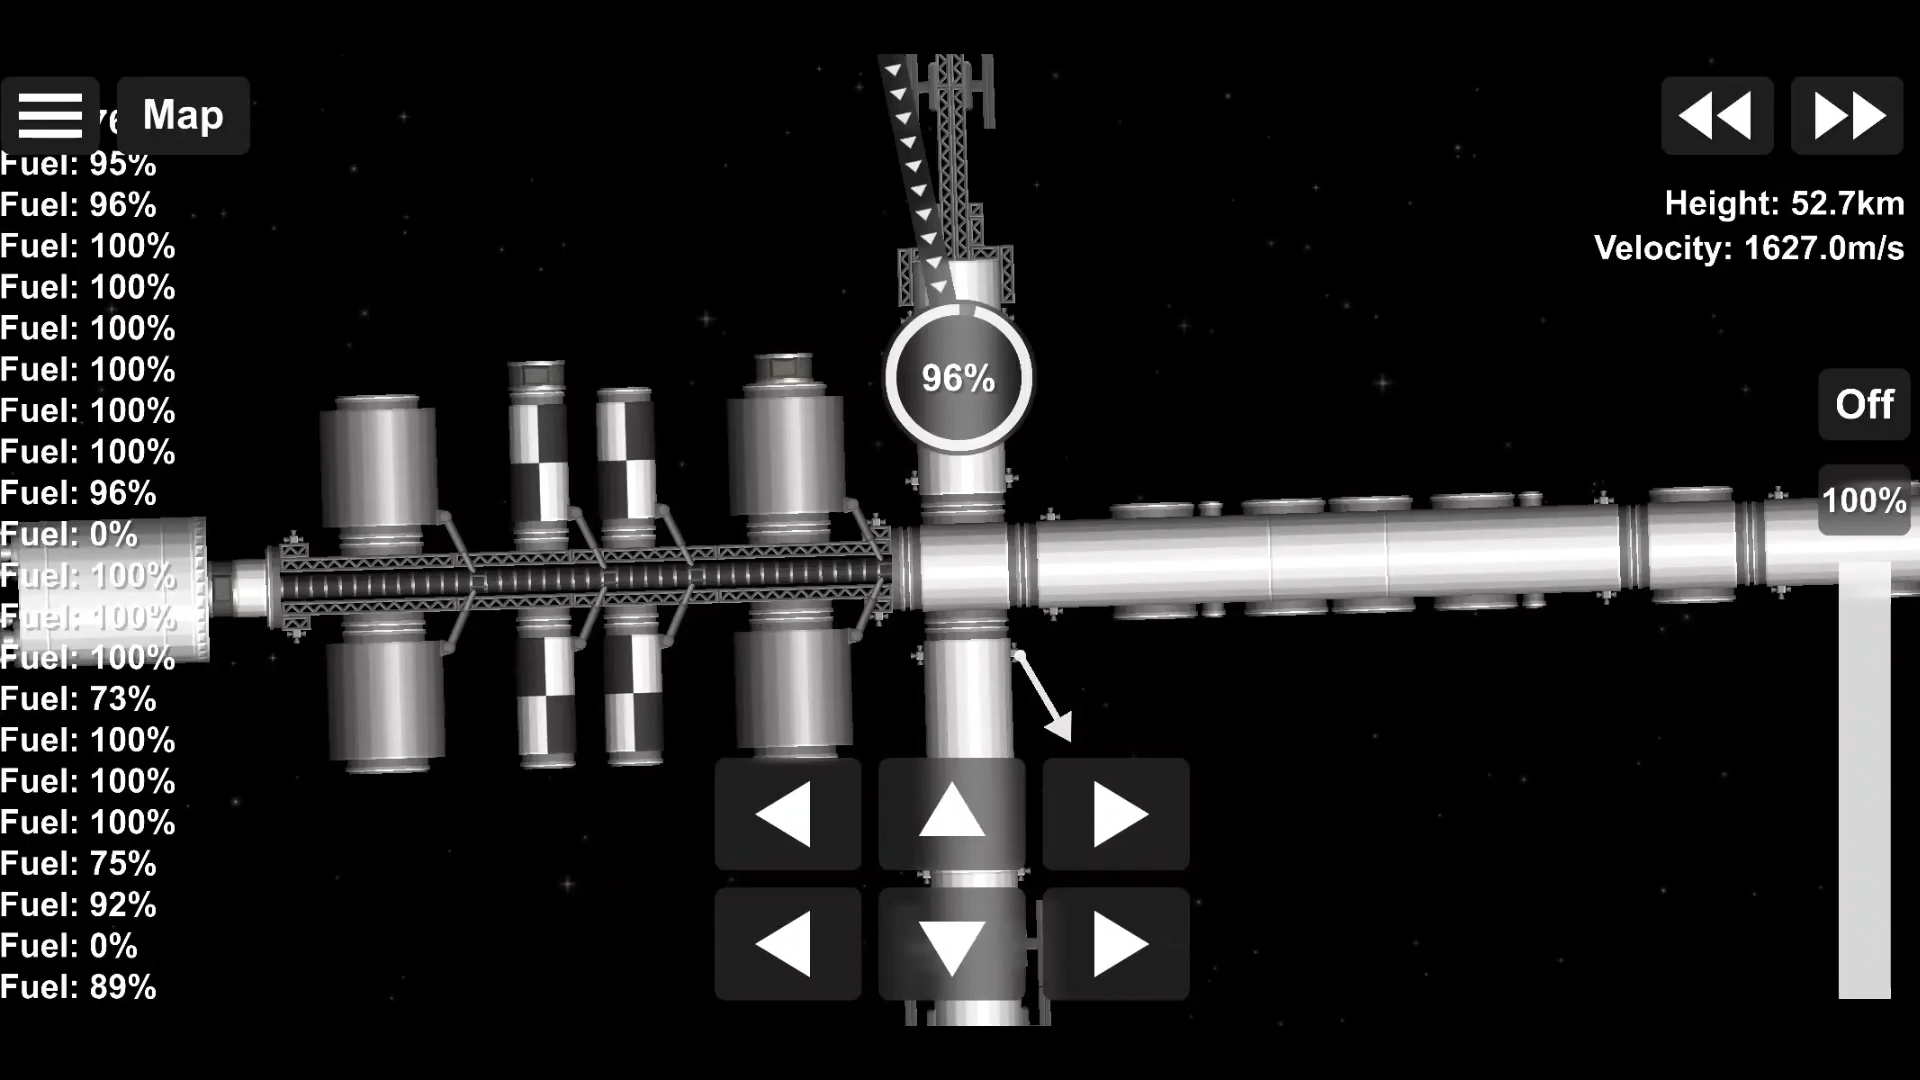 Map
Fuel: 95%
Fuel: 96%
Fuel: 100%
Fuel: 100%
Fuel: 100%
Fuel: 100%
Fuel: 100%
Fuel: 100%
Fuel: 96%
Fuel: 0%
Fuel: 100%
Fuel: 100%
Fuel: 100%
Fuel: 73%
Fuel: 100%
Fuel: 100%
Fuel: 100%
Fuel: 75%
Fuel: 92%
Fuel: 0%
Fuel: 89%
96%
Height: 52.7km
Velocity: 1627.0m/s
Off
100%